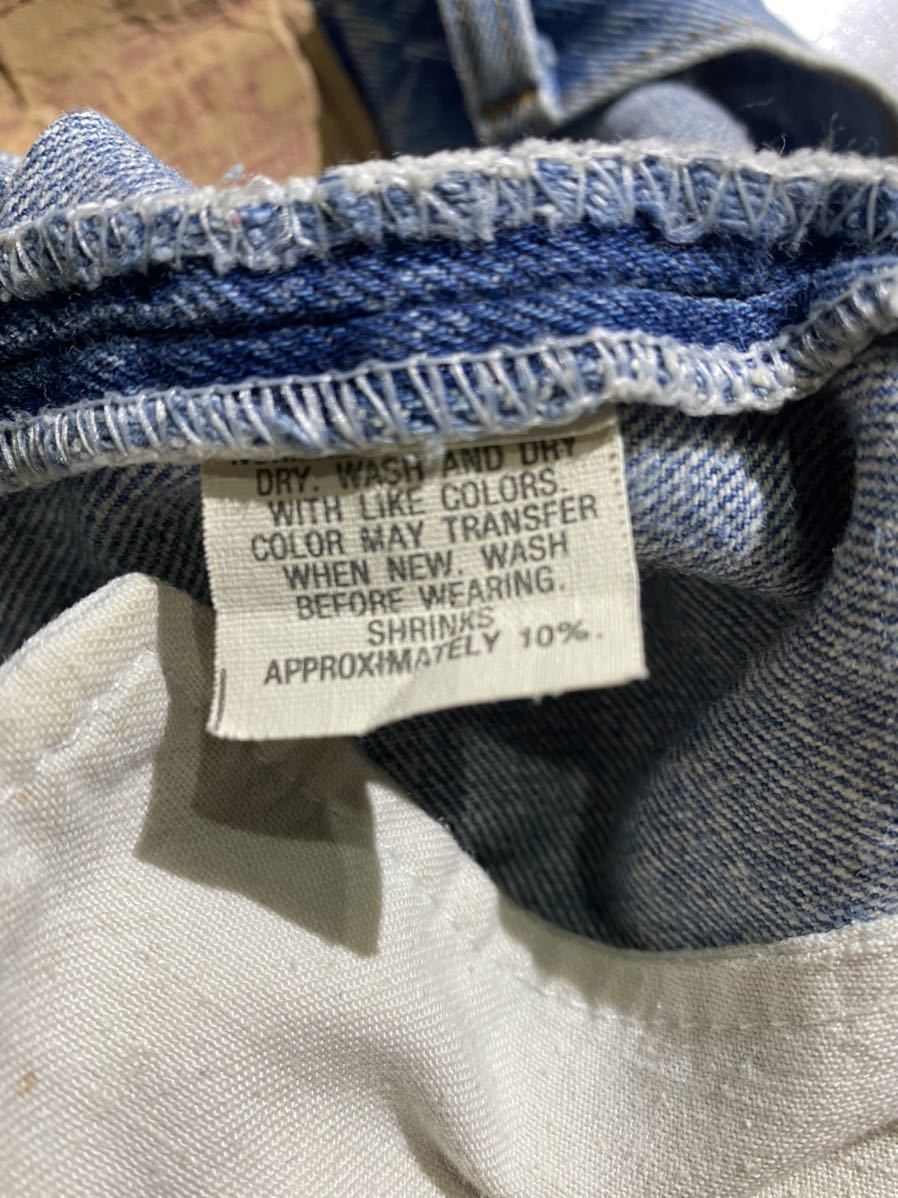 DRY. WASH AND DRY
WITH LIKE COLORS.
COLOR MAY TRANSFER
WHEN NEW. WASH
BEFORE WEARING.
SHRINKS
APPROXIMATELY 10%.